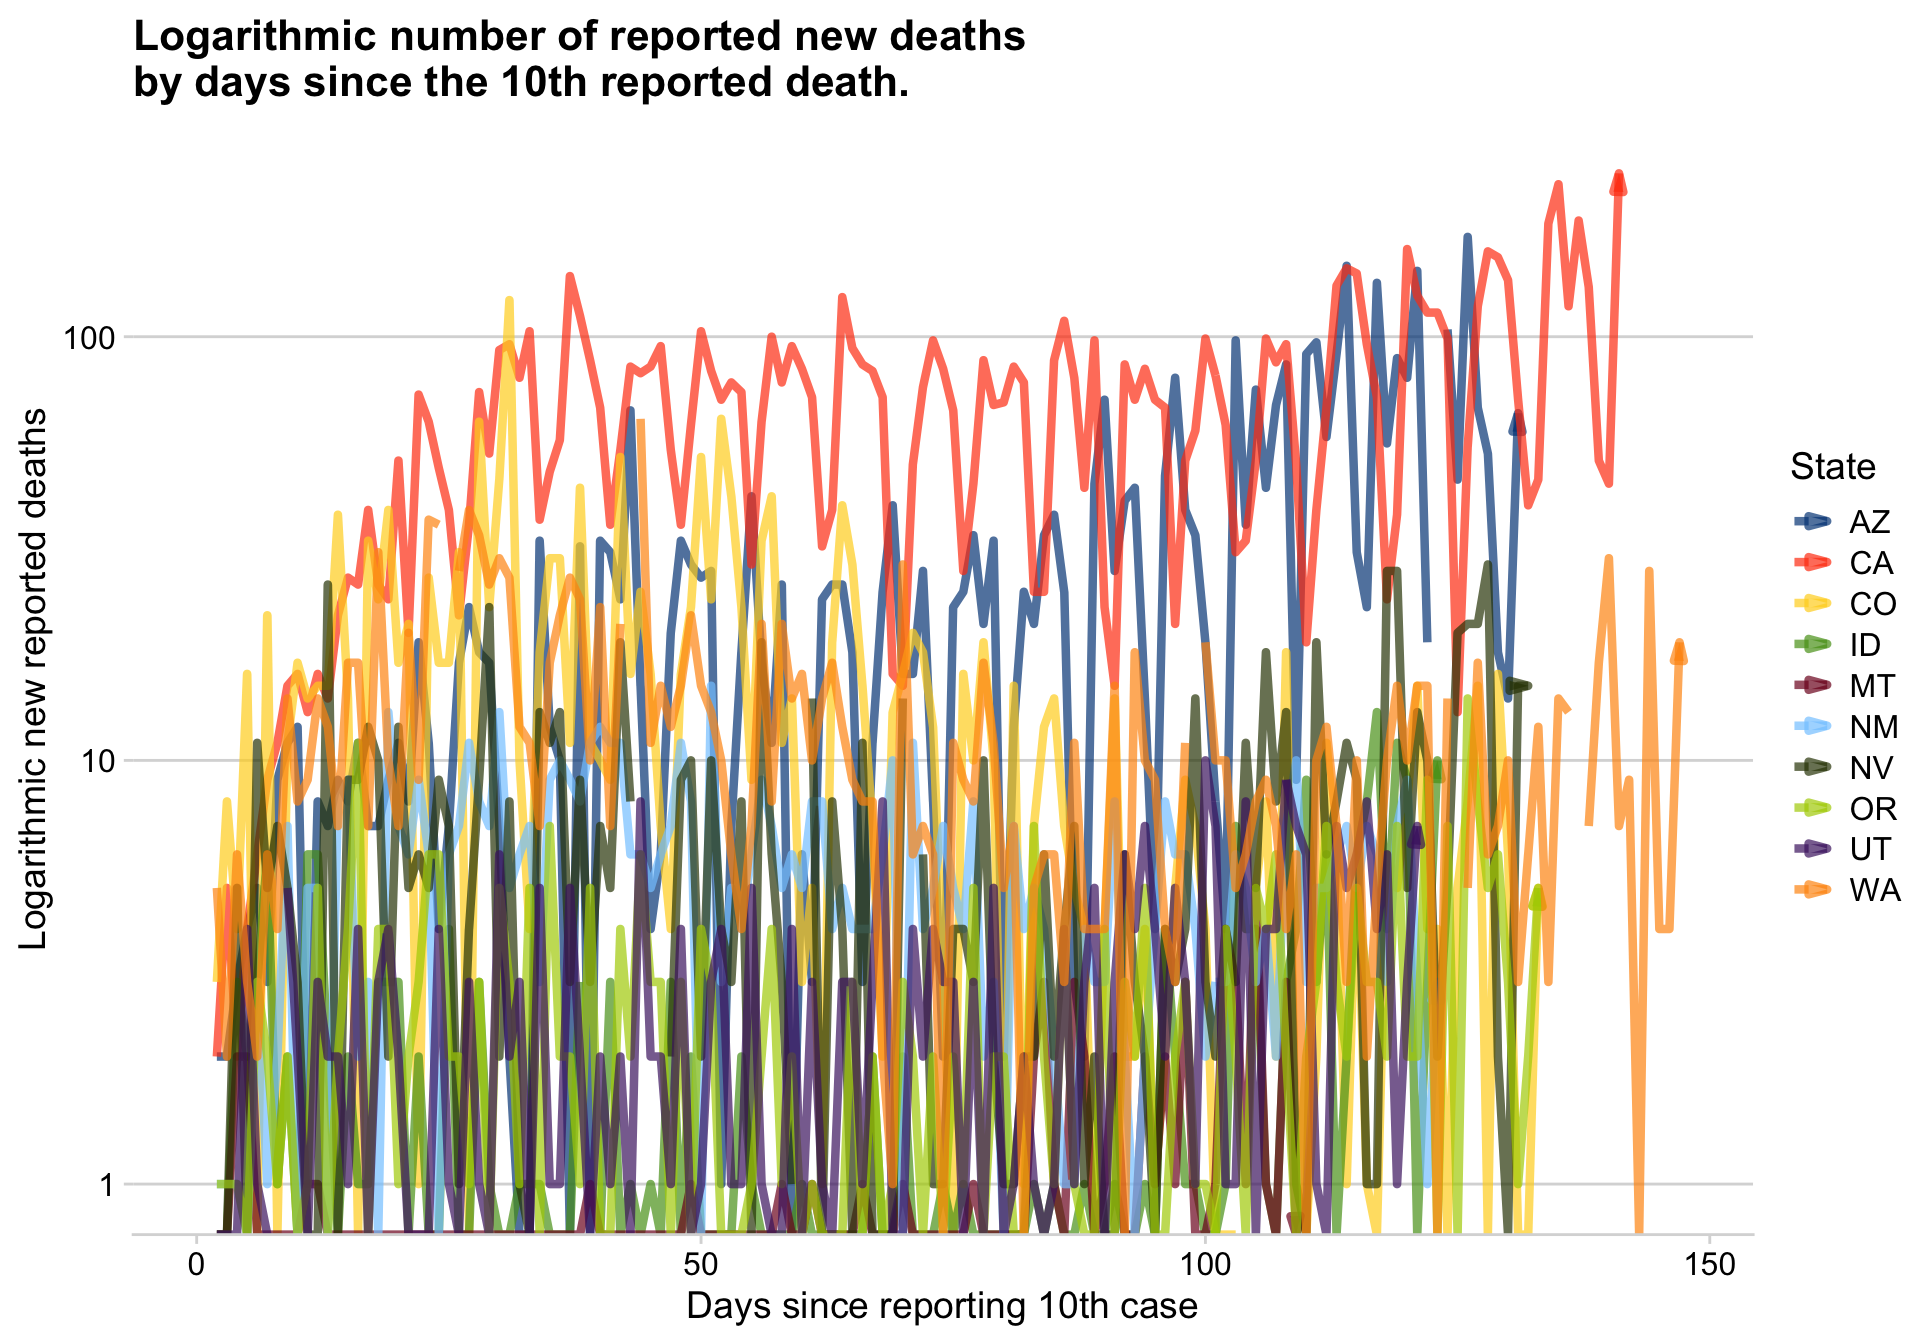 Logarithmic number of reported new deaths
by days since the 10th reported death.
Logarithmic new reported deaths
100
10
1
0
50
100
150
Days since reporting 10th case
State
AZ
CA
CO
ID
MT
NM
NV
OR
UT
WA